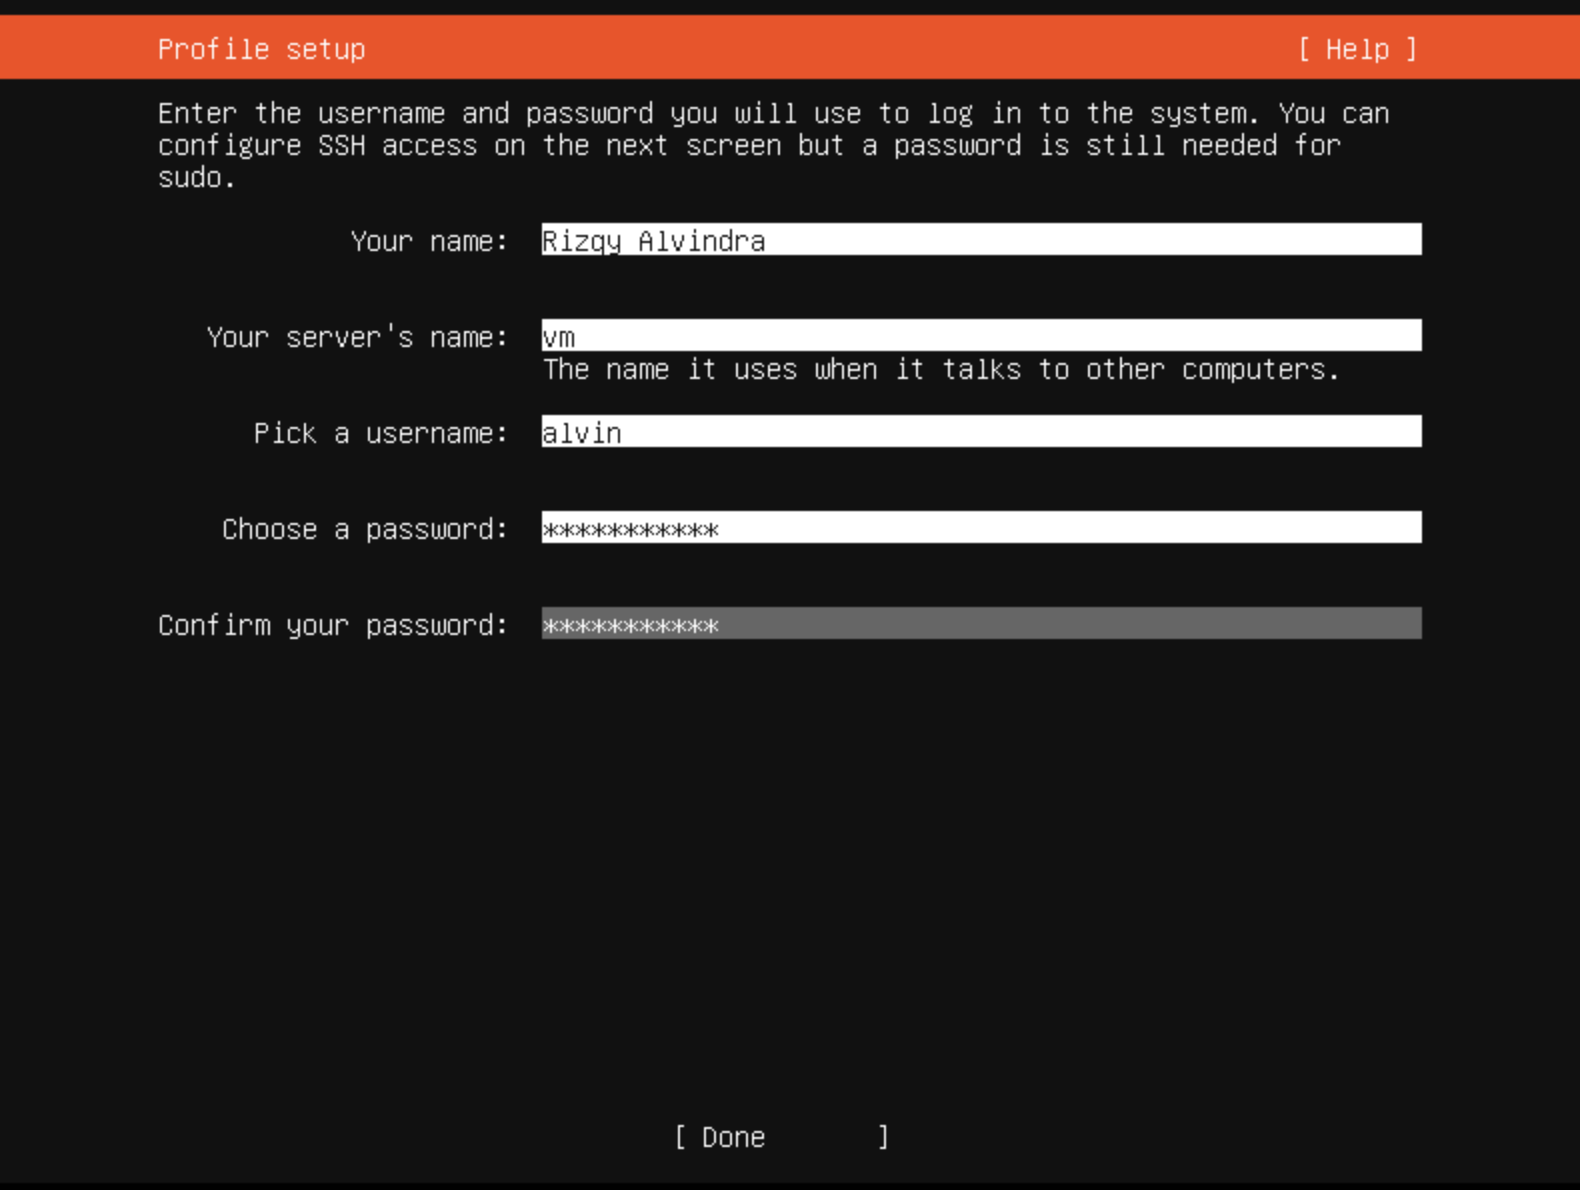 Profile setup [ Help ]
Enter the username and password you will use to log in to the system. You can
configure SSH access on the next screen but a password is still needed for
sudo.
Your name: Rizqy Alvindra
Your server's name: vm
The name it uses when it talks to other computers.
Pick a username: alvin
Choose a password: ***********
Confirm your password: ***********
[ Done ]